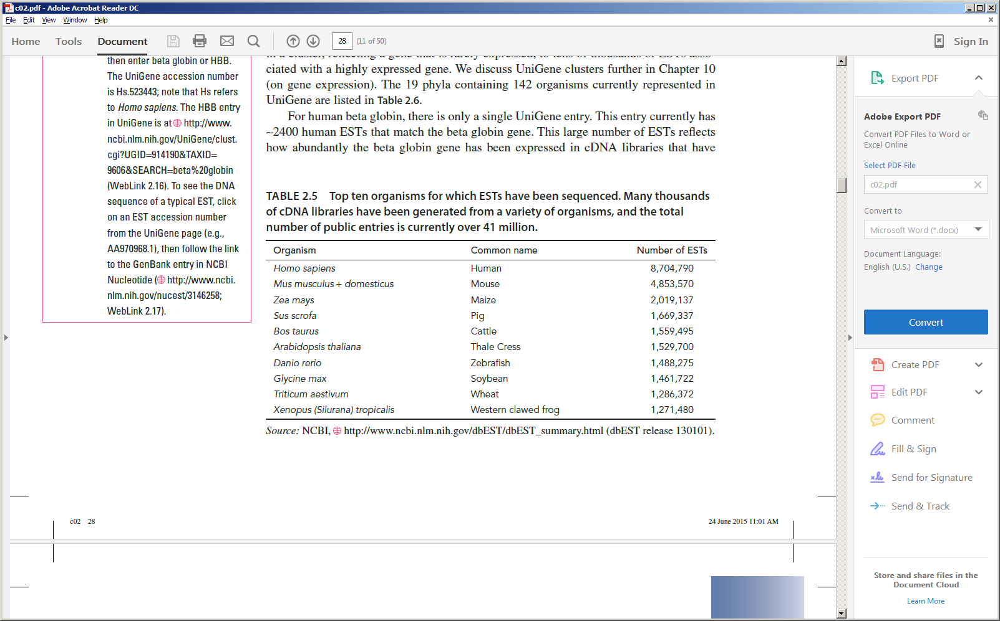 c02.pdf - Adobe Acrobat Reader DC
File Edit View Window Help
Home Tools Document 28 (11 of 50) Sign In
then enter beta globin or HBB.
The UniGene accession number
is Hs.523443; note that Hs refers
to Homo sapiens. The HBB entry
in UniGene is at http://www.
ncbi.nlm.nih.gov/UniGene/clust.
cgi?UGID=914190&TAXID=
9606&SEARCH=beta%20globin
(WebLink 2.16). To see the DNA
sequence of a typical EST, click
on an EST accession number
from the UniGene page (e.g.,
AA970968.1), then follow the link
to the GenBank entry in NCBI
Nucleotide ( http://www.ncbi.
nlm.nih.gov/nucest/3146258;
WebLink 2.17).
in a cluster, reflecting a gene that is rarely expressed, to tens of thousands of ESTs asso-
ciated with a highly expressed gene. We discuss UniGene clusters further in Chapter 10
(on gene expression). The 19 phyla containing 142 organisms currently represented in
UniGene are listed in Table 2.6.
For human beta globin, there is only a single UniGene entry. This entry currently has
~2400 human ESTs that match the beta globin gene. This large number of ESTs reflects
how abundantly the beta globin gene has been expressed in cDNA libraries that have
TABLE 2.5 Top ten organisms for which ESTs have been sequenced. Many thousands
of cDNA libraries have been generated from a variety of organisms, and the total
number of public entries is currently over 41 million.
Organism Common name Number of ESTs
Homo sapiens Human 8,704,790
Mus musculus + domesticus Mouse 4,853,570
Zea mays Maize 2,019,137
Sus scrofa Pig 1,669,337
Bos taurus Cattle 1,559,495
Arabidopsis thaliana Thale Cress 1,529,700
Danio rerio Zebrafish 1,488,275
Glycine max Soybean 1,461,722
Triticum aestivum Wheat 1,286,372
Xenopus (Silurana) tropicalis Western clawed frog 1,271,480
Source: NCBI, http://www.ncbi.nlm.nih.gov/dbEST/dbEST_summary.html (dbEST release 130101).
c02 28 24 June 2015 11:01 AM
Export PDF
Adobe Export PDF
Convert PDF Files to Word or
Excel Online
Select PDF File
c02.pdf
Convert to
Microsoft Word (*.docx)
Document Language:
English (U.S.) Change
Convert
Create PDF
Edit PDF
Comment
Fill & Sign
Send for Signature
Send & Track
Store and share files in the
Document Cloud
Learn More